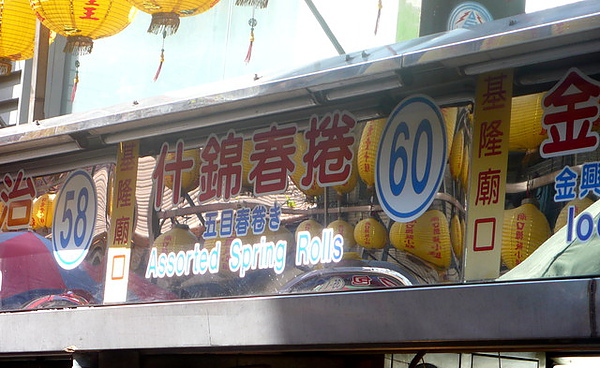 治
58
基隆廟口
什錦春捲
五目春巻き
Assorted Spring Rolls
60
基隆廟口
金
金興